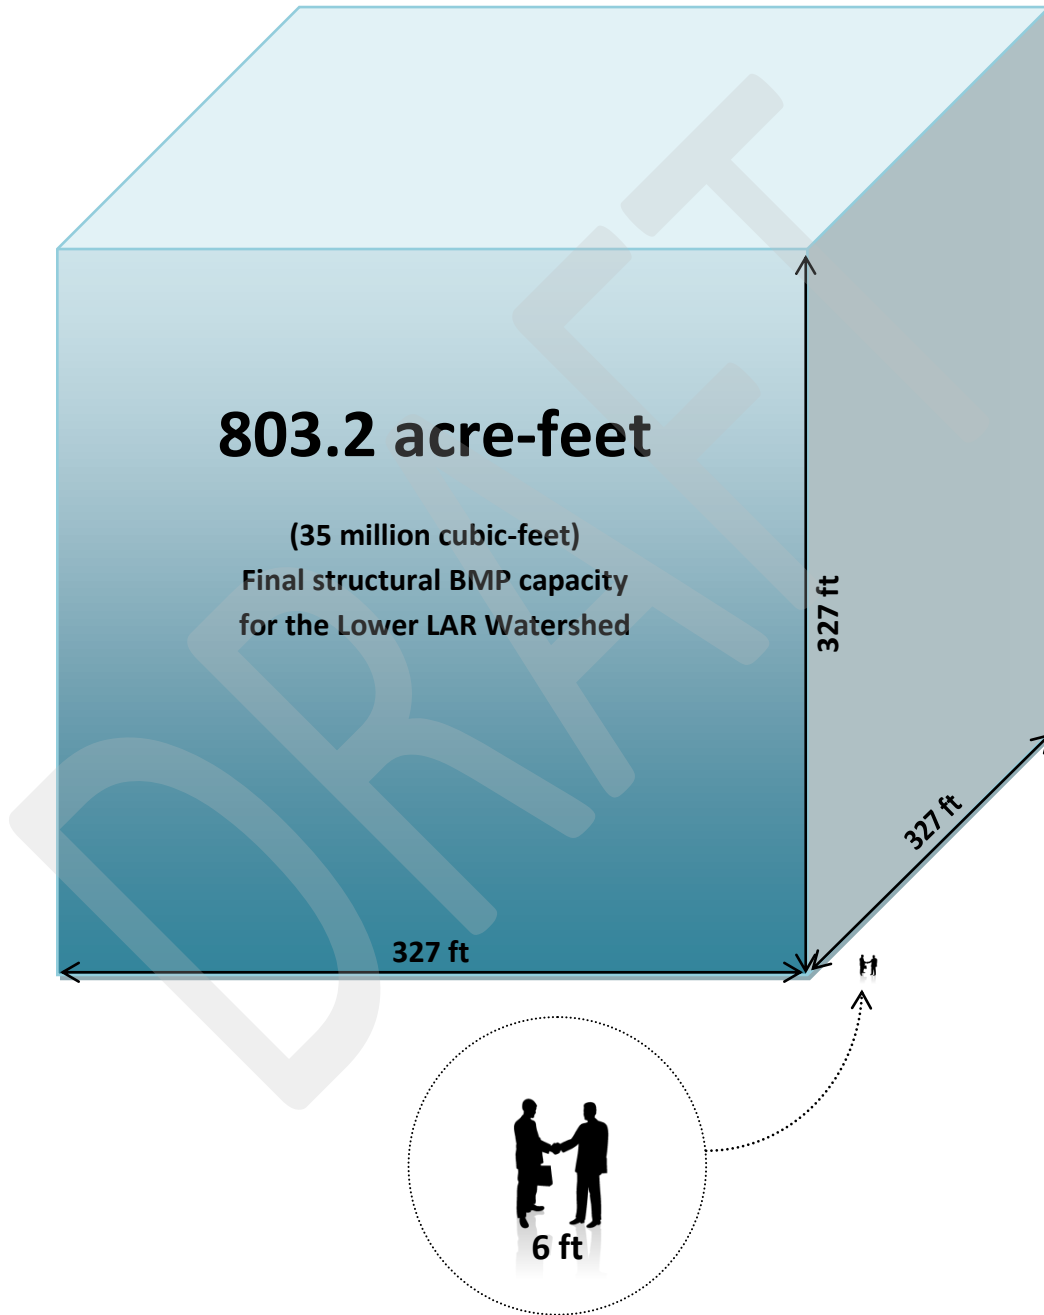 803.2 acre-feet
(35 million cubic-feet)
Final structural BMP capacity
for the Lower LAR Watershed
327 ft
327 ft
327 ft
6 ft
DRAFT